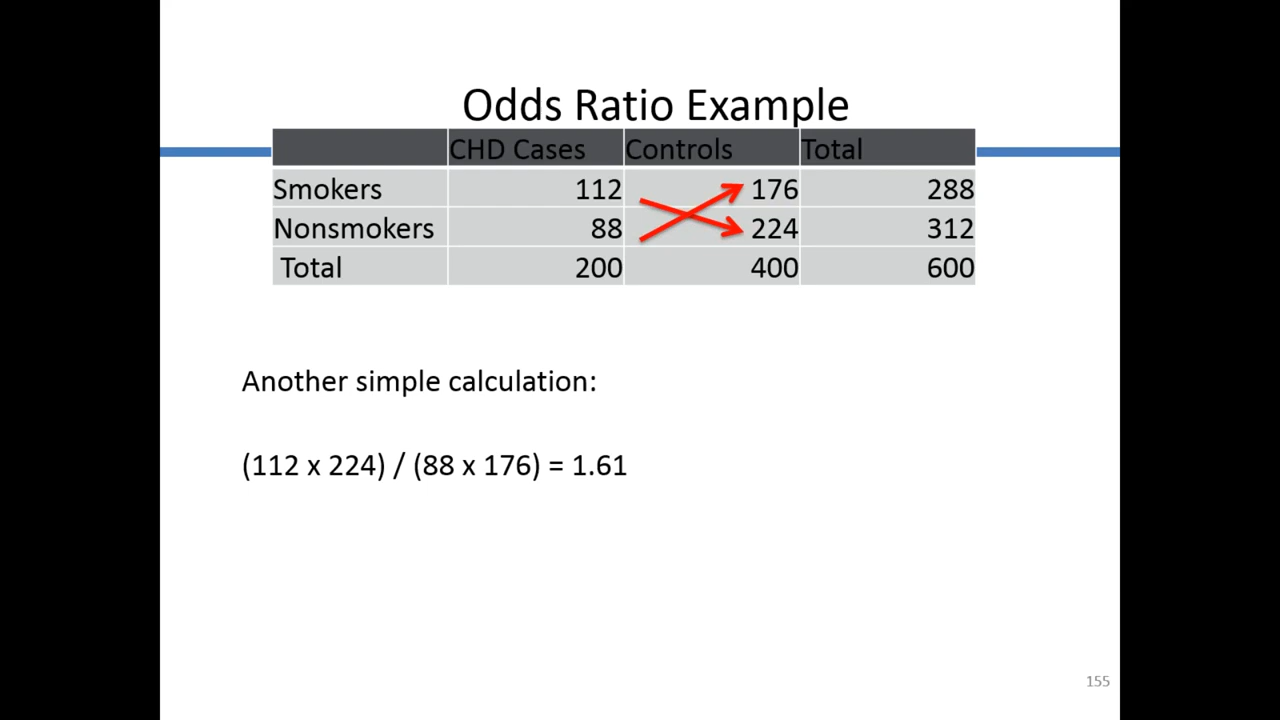 Odds Ratio Example
CHD Cases Controls Total
Smokers 112 176 288
Nonsmokers 88 224 312
Total 200 400 600
Another simple calculation:
(112 x 224) / (88 x 176) = 1.61
155